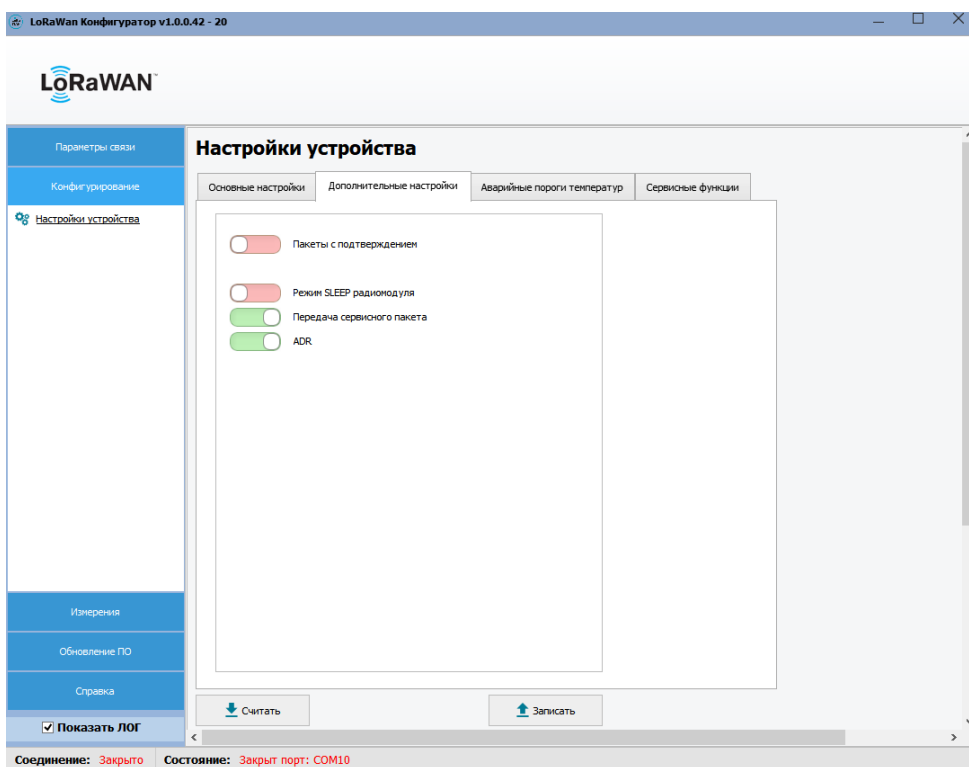 LoRaWan Конфигуратор v1.0.0.42 - 20
LoRaWAN™
Параметры связи
Конфигурирование
Настройки устройства
Измерения
Обновление ПО
Справка
Показать ЛОГ
Настройки устройства
Основные настройки
Дополнительные настройки
Аварийные пороги температур
Сервисные функции
Пакеты с подтверждением
Режим SLEEP радиомодуля
Передача сервисного пакета
ADR
Считать
Записать
Соединение: Закрыто
Состояние: Закрыт порт: COM10